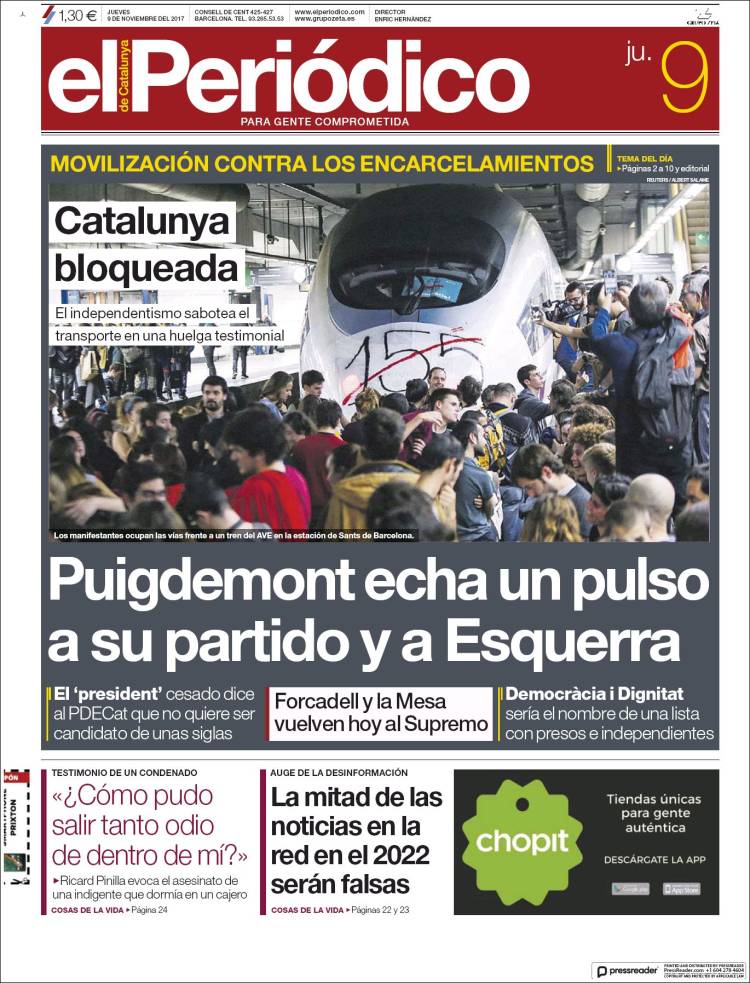 1,30 €
JUEVES
9 DE NOVIEMBRE DEL 2017
CONSELL DE CENT 425-427
BARCELONA. TEL. 93.265.53.53
www.elperiodico.com
www.grupozeta.es
DIRECTOR
ENRIC HERNÁNDEZ
GRUPO ZETA
el Periódico
de Catalunya
PARA GENTE COMPROMETIDA
ju. 9
MOVILIZACIÓN CONTRA LOS ENCARCELAMIENTOS
TEMA DEL DÍA
▸Páginas 2 a 10 y editorial
REUTERS / ALBERT SALAME
Catalunya
bloqueada
El independentismo sabotea el
transporte en una huelga testimonial
155
Los manifestantes ocupan las vías frente a un tren del AVE en la estación de Sants de Barcelona.
Puigdemont echa un pulso
a su partido y a Esquerra
El ‘president’ cesado dice
al PDECat que no quiere ser
candidato de unas siglas
Forcadell y la Mesa
vuelven hoy al Supremo
Democràcia i Dignitat
sería el nombre de una lista
con presos e independientes
PÓN
PRIXTON
TESTIMONIO DE UN CONDENADO
«¿Cómo pudo
salir tanto odio
de dentro de mí?»
▸Ricard Pinilla evoca el asesinato de
una indigente que dormía en un cajero
COSAS DE LA VIDA ▸Página 24
AUGE DE LA DESINFORMACIÓN
La mitad de las
noticias en la
red en el 2022
serán falsas
COSAS DE LA VIDA ▸Páginas 22 y 23
chopit
Tiendas únicas
para gente
auténtica
DESCÁRGATE LA APP
Google play
App Store
pressreader
PRINTED AND DISTRIBUTED BY PRESSREADER
PressReader.com +1 604 278 4604
COPYRIGHT AND PROTECTED BY APPLICABLE LAW